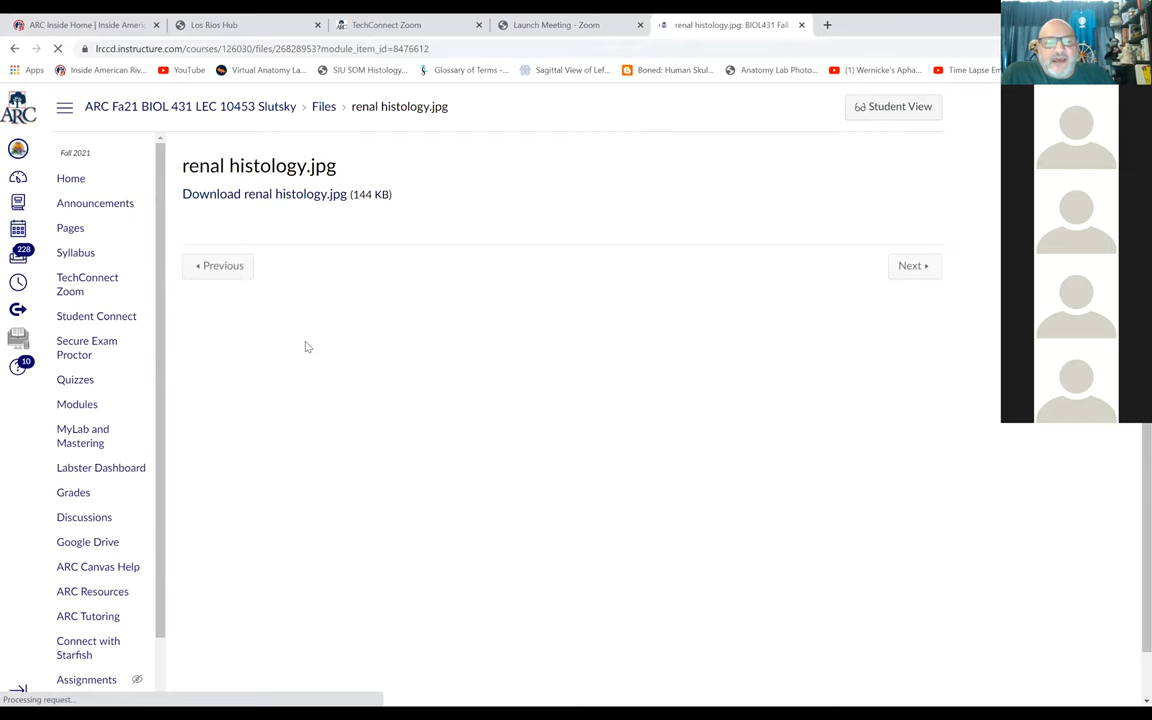 ARC Inside Home | Inside Ameri
Los Rios Hub
TechConnect Zoom
Launch Meeting - Zoom
renal histology.jpg: BIOL431 Fall
lrccd.instructure.com/courses/126030/files/26828953?module_item_id=8476612
Apps
Inside American Riv...
YouTube
Virtual Anatomy La...
SIU SOM Histology...
Glossary of Terms -...
Sagittal View of Lef...
Boned: Human Skul...
Anatomy Lab Photo...
(1) Wernicke's Apha...
Time Lapse Em
ARC
ARC Fa21 BIOL 431 LEC 10453 Slutsky › Files › renal histology.jpg
Student View
Fall 2021
renal histology.jpg
Download renal histology.jpg (144 KB)
Previous
Next
Home
Announcements
Pages
228
Syllabus
TechConnect
Zoom
Student Connect
Secure Exam
Proctor
10
Quizzes
Modules
MyLab and
Mastering
Labster Dashboard
Grades
Discussions
Google Drive
ARC Canvas Help
ARC Resources
ARC Tutoring
Connect with
Starfish
Assignments
Processing request...